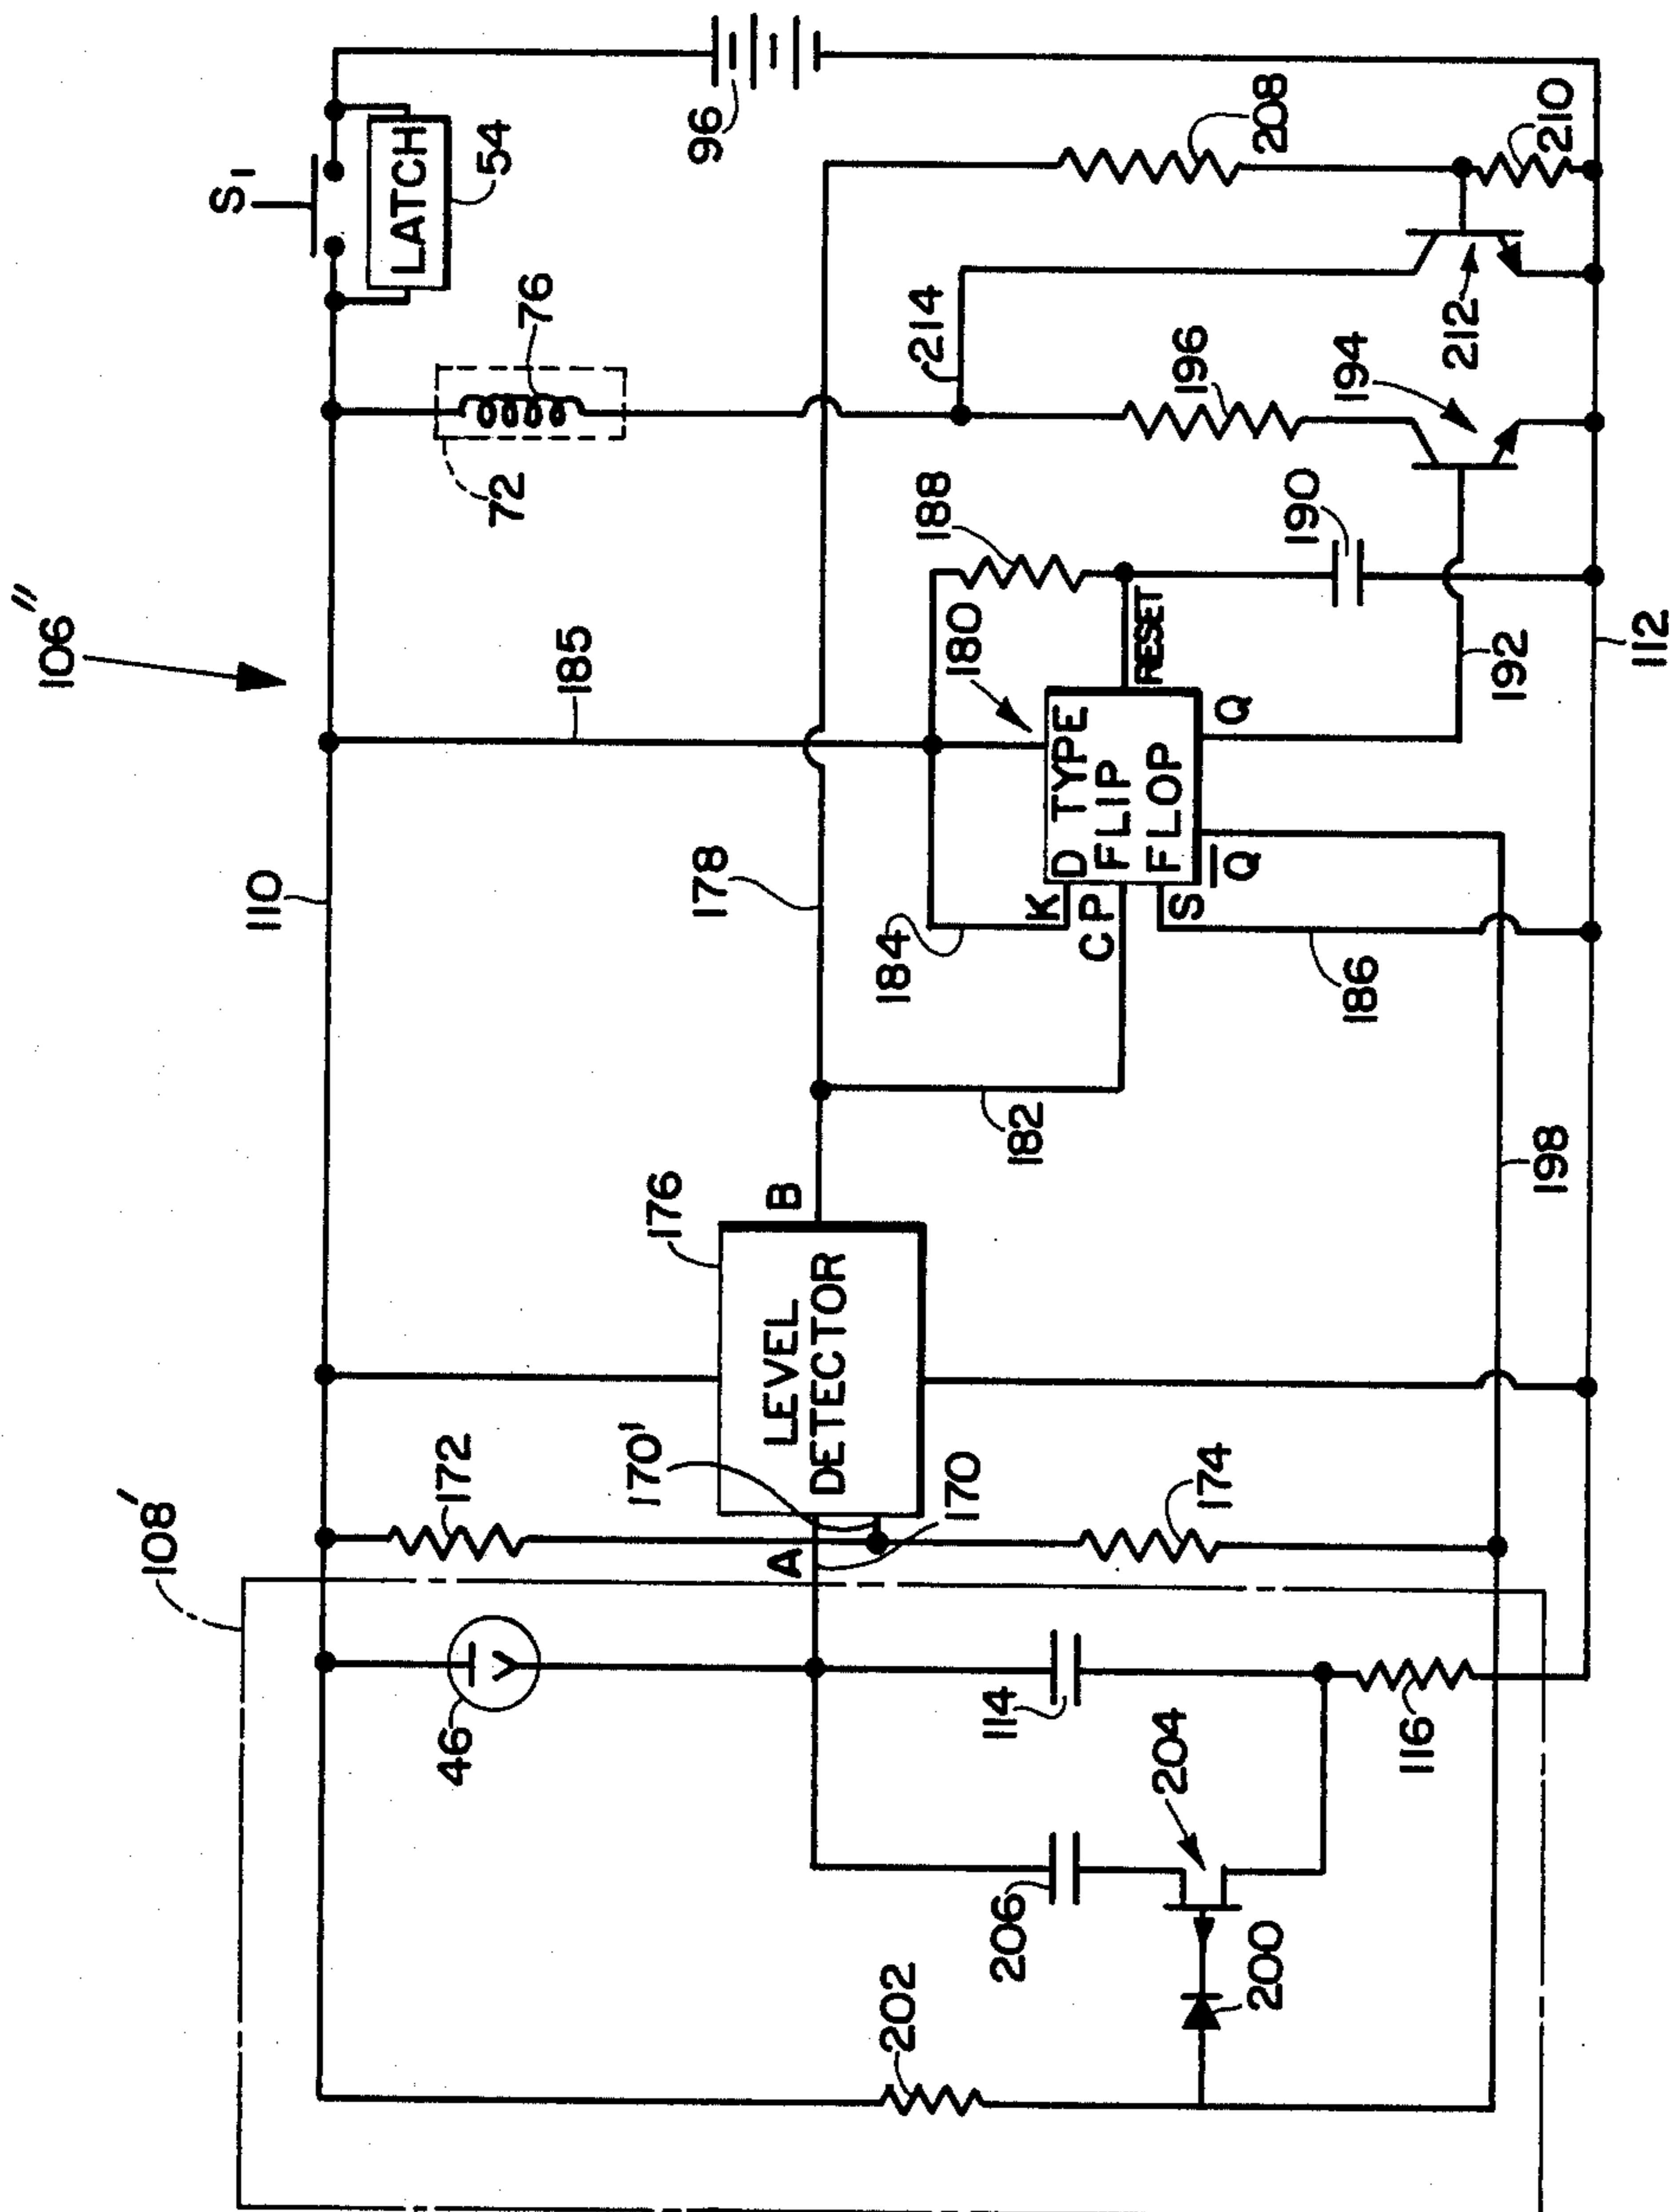 106"
S1
LATCH
54
110
185
72
76
96
108'
172
170'
176
LEVEL
DETECTOR
A
B
170
178
182
184
K
CP
S
D TYPE
FLIP
FLOP
180
RESET
188
Q
Q̅
186
190
192
214
196
194
212
208
210
46
114
116
174
198
112
202
206
204
200